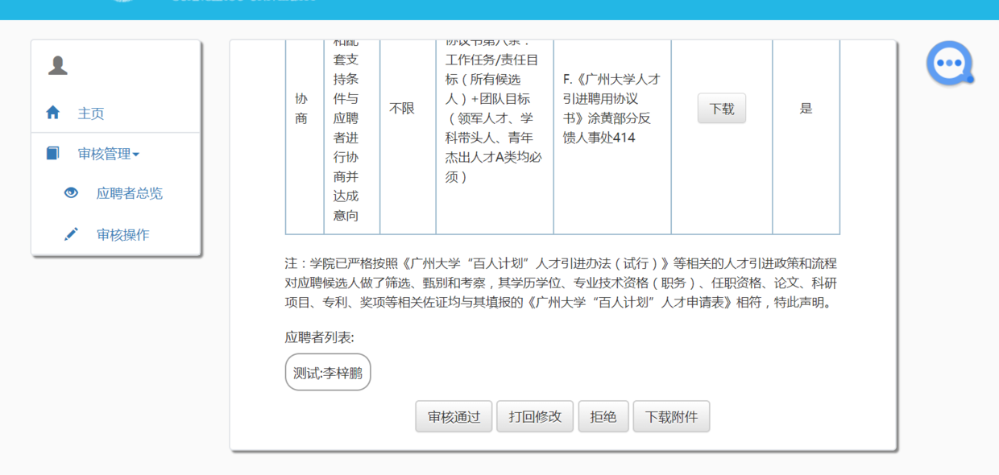 主页
审核管理
应聘者总览
审核操作
协
商
套支
持条
件与
应聘
者进
行协
商并
达成
意向
不限
协议书第八条：
工作任务/责任目
标（所有候选
人）+团队目标
（领军人才、学
科带头人、青年
杰出人才A类均必
须）
F.《广州大学人才
引进聘用协议
书》涂黄部分反
馈人事处414
下载
是
注：学院已严格按照《广州大学“百人计划”人才引进办法（试行）》等相关的人才引进政策和流程
对应聘候选人做了筛选、甄别和考察，其学历学位、专业技术资格（职务）、任职资格、论文、科研
项目、专利、奖项等相关佐证均与其填报的《广州大学“百人计划”人才申请表》相符，特此声明。
应聘者列表:
测试:李梓鹏
审核通过
打回修改
拒绝
下载附件